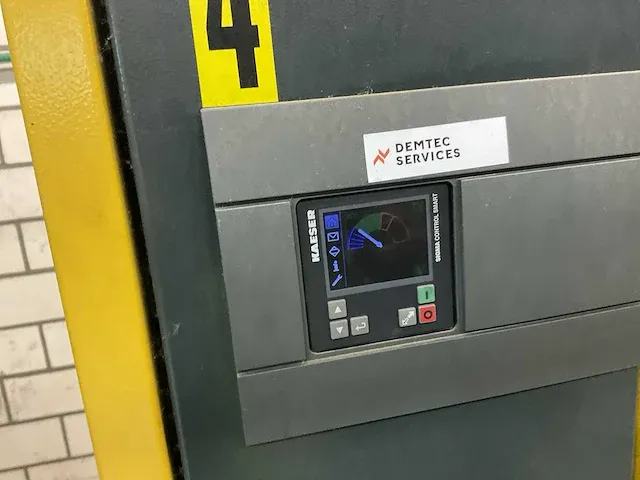 4
DEMTEC
SERVICES
KAESER
SIGMA CONTROL SMART